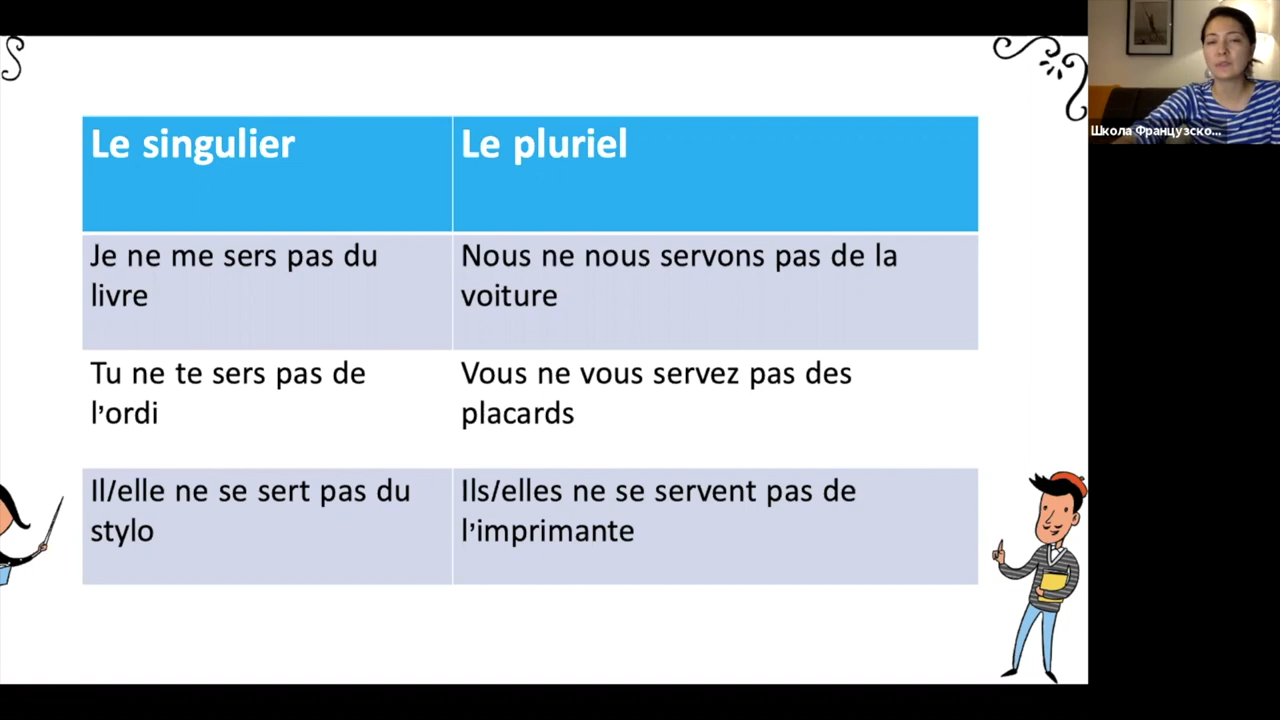 Le singulier
Le pluriel
Je ne me sers pas du
livre
Nous ne nous servons pas de la
voiture
Tu ne te sers pas de
l’ordi
Vous ne vous servez pas des
placards
Il/elle ne se sert pas du
stylo
Ils/elles ne se servent pas de
l’imprimante
Школа Французско...